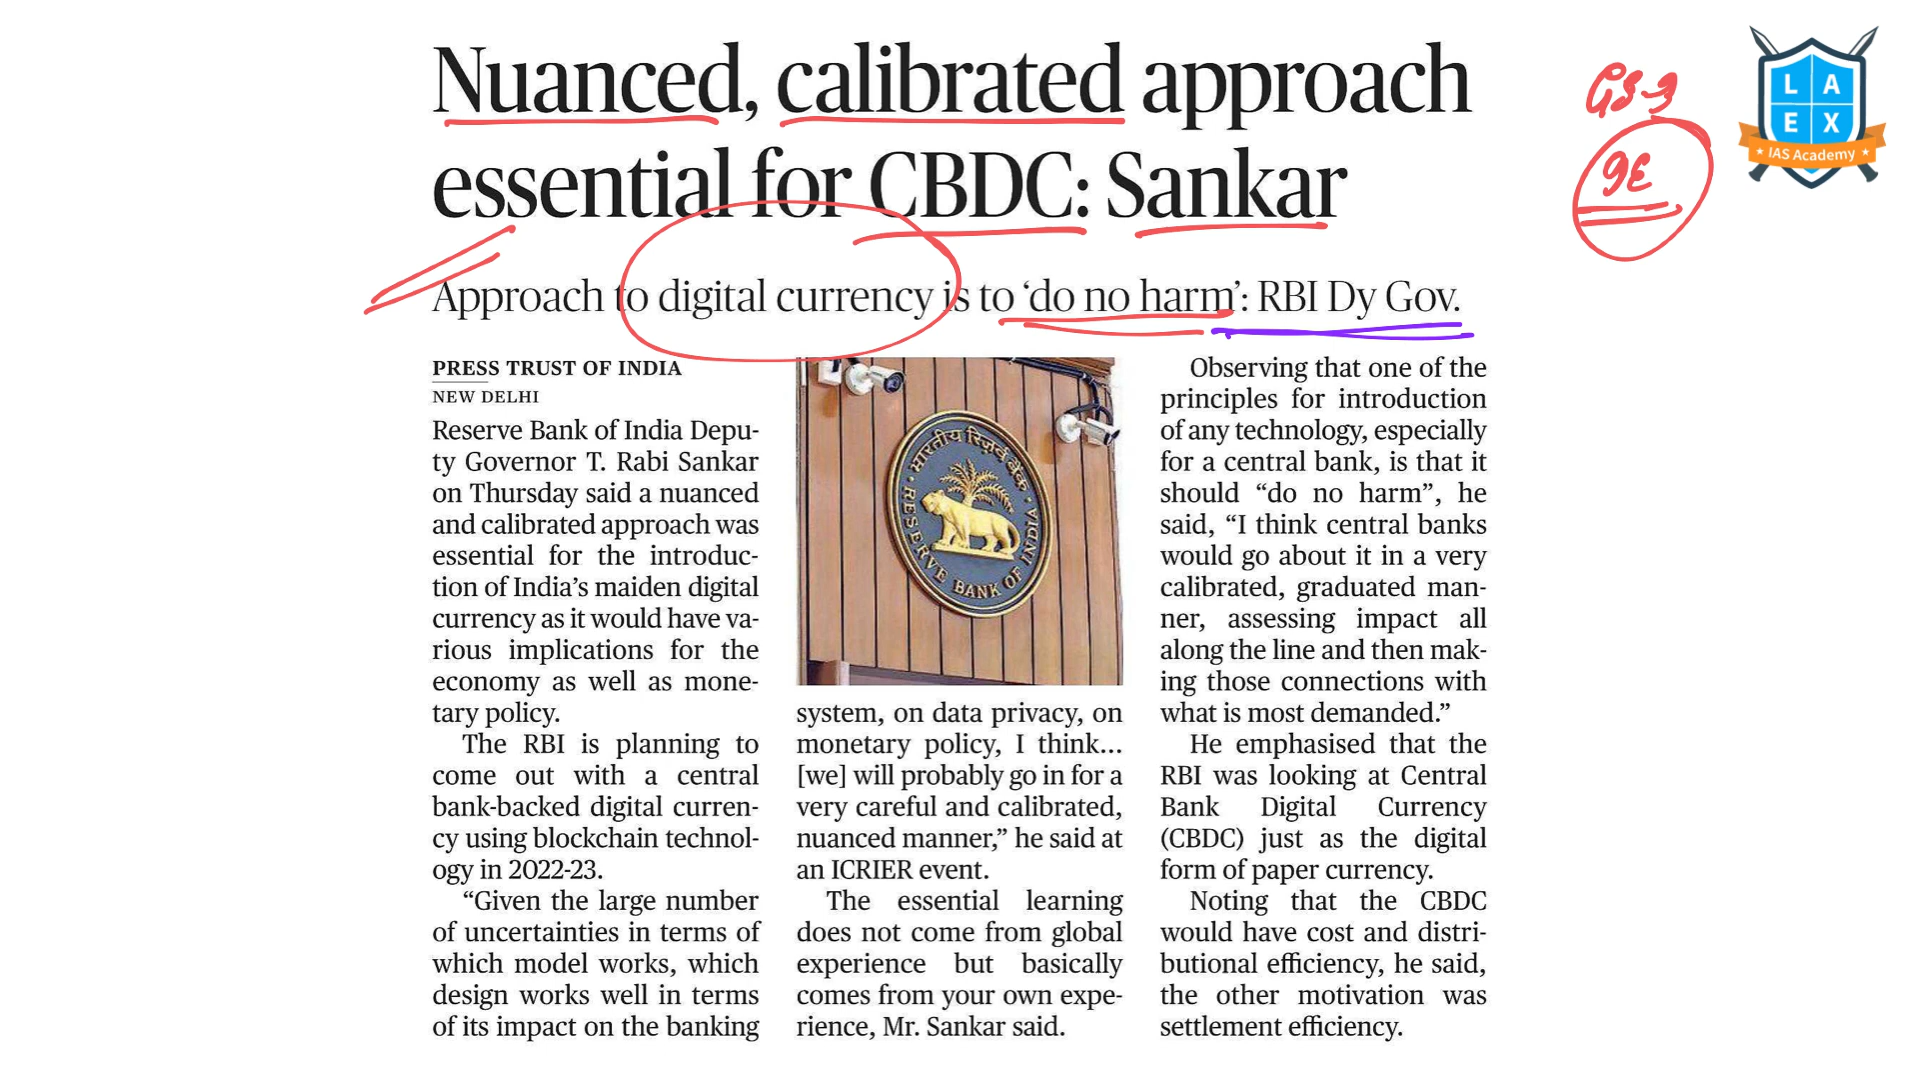 Nuanced, calibrated approach
essential for CBDC: Sankar
Approach to digital currency is to ‘do no harm’: RBI Dy Gov.
GS-3
L A
E X
IAS Academy
PRESS TRUST OF INDIA
NEW DELHI
Reserve Bank of India Depu-
ty Governor T. Rabi Sankar
on Thursday said a nuanced
and calibrated approach was
essential for the introduc-
tion of India’s maiden digital
currency as it would have va-
rious implications for the
economy as well as mone-
tary policy.
The RBI is planning to
come out with a central
bank-backed digital curren-
cy using blockchain technol-
ogy in 2022-23.
“Given the large number
of uncertainties in terms of
which model works, which
design works well in terms
of its impact on the banking
भारतीय रिज़र्व बैंक
RESERVE BANK OF INDIA
system, on data privacy, on
monetary policy, I think...
[we] will probably go in for a
very careful and calibrated,
nuanced manner,” he said at
an ICRIER event.
The essential learning
does not come from global
experience but basically
comes from your own expe-
rience, Mr. Sankar said.
Observing that one of the
principles for introduction
of any technology, especially
for a central bank, is that it
should “do no harm”, he
said, “I think central banks
would go about it in a very
calibrated, graduated man-
ner, assessing impact all
along the line and then mak-
ing those connections with
what is most demanded.”
He emphasised that the
RBI was looking at Central
Bank Digital Currency
(CBDC) just as the digital
form of paper currency.
Noting that the CBDC
would have cost and distri-
butional efficiency, he said,
the other motivation was
settlement efficiency.